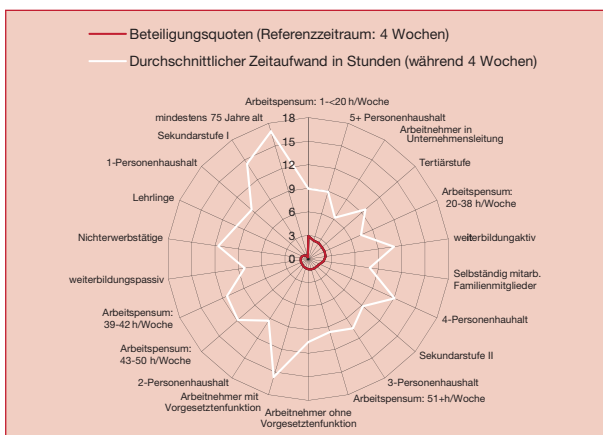 Beteiligungsquoten (Referenzzeitraum: 4 Wochen)
Durchschnittlicher Zeitaufwand in Stunden (während 4 Wochen)
Arbeitspensum: 1-<20 h/Woche
5+ Personenhaushalt
Arbeitnehmer in
Unternehmensleitung
Tertiärstufe
Arbeitspensum:
20-38 h/Woche
weiterbildungaktiv
Selbständig mitarb.
Familienmitglieder
4-Personenhauhalt
Sekundarstufe II
3-Personenhaushalt
Arbeitspensum: 51+h/Woche
Arbeitnehmer ohne
Vorgesetztenfunktion
Arbeitnehmer mit
Vorgesetztenfunktion
2-Personenhaushalt
Arbeitspensum:
43-50 h/Woche
Arbeitspensum:
39-42 h/Woche
weiterbildungspassiv
Nichterwerbstätige
Lehrlinge
1-Personenhaushalt
Sekundarstufe I
mindestens 75 Jahre alt
18
15
12
9
6
3
0